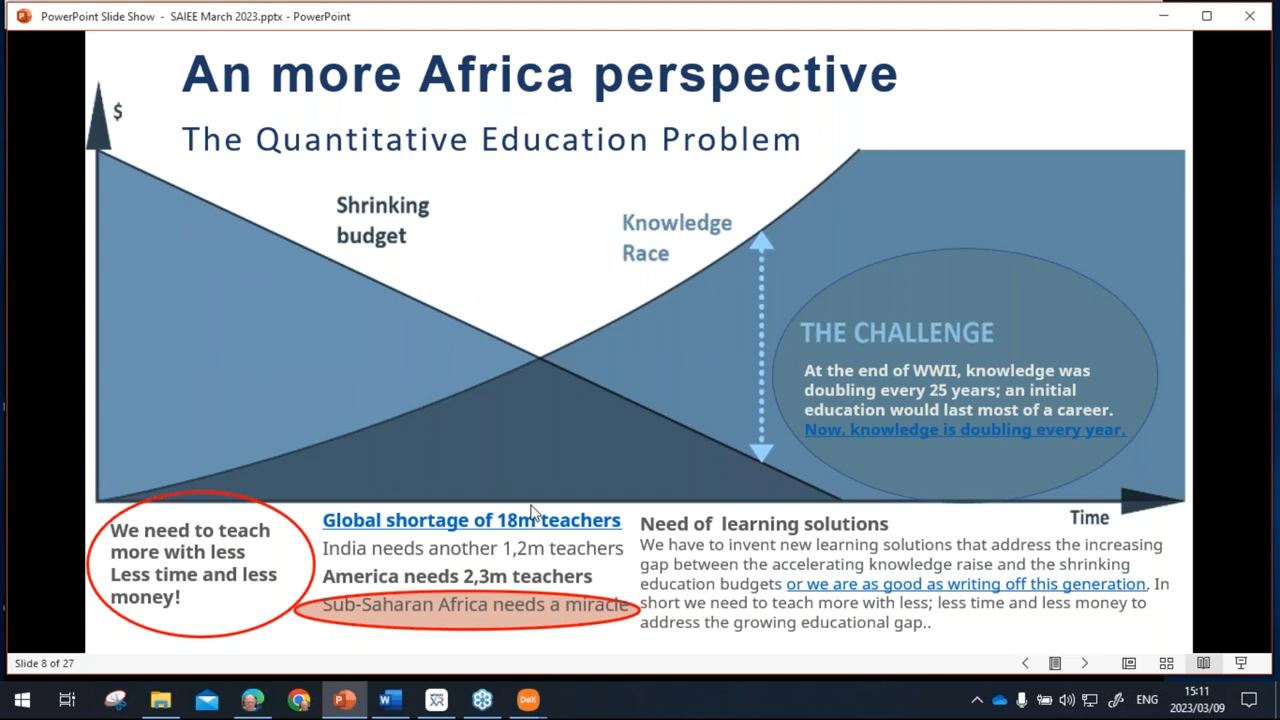 PowerPoint Slide Show - SAIEE March 2023.pptx - PowerPoint
An more Africa perspective
$
The Quantitative Education Problem
Shrinking
budget
Knowledge
Race
THE CHALLENGE
At the end of WWII, knowledge was
doubling every 25 years; an initial
education would last most of a career.
Now, knowledge is doubling every year.
Time
We need to teach
more with less
Less time and less
money!
Global shortage of 18m teachers
India needs another 1,2m teachers
America needs 2,3m teachers
Sub-Saharan Africa needs a miracle
Need of learning solutions
We have to invent new learning solutions that address the increasing
gap between the accelerating knowledge raise and the shrinking
education budgets or we are as good as writing off this generation. In
short we need to teach more with less; less time and less money to
address the growing educational gap..
Slide 8 of 27
XR
DeX
ENG
15:11
2023/03/09